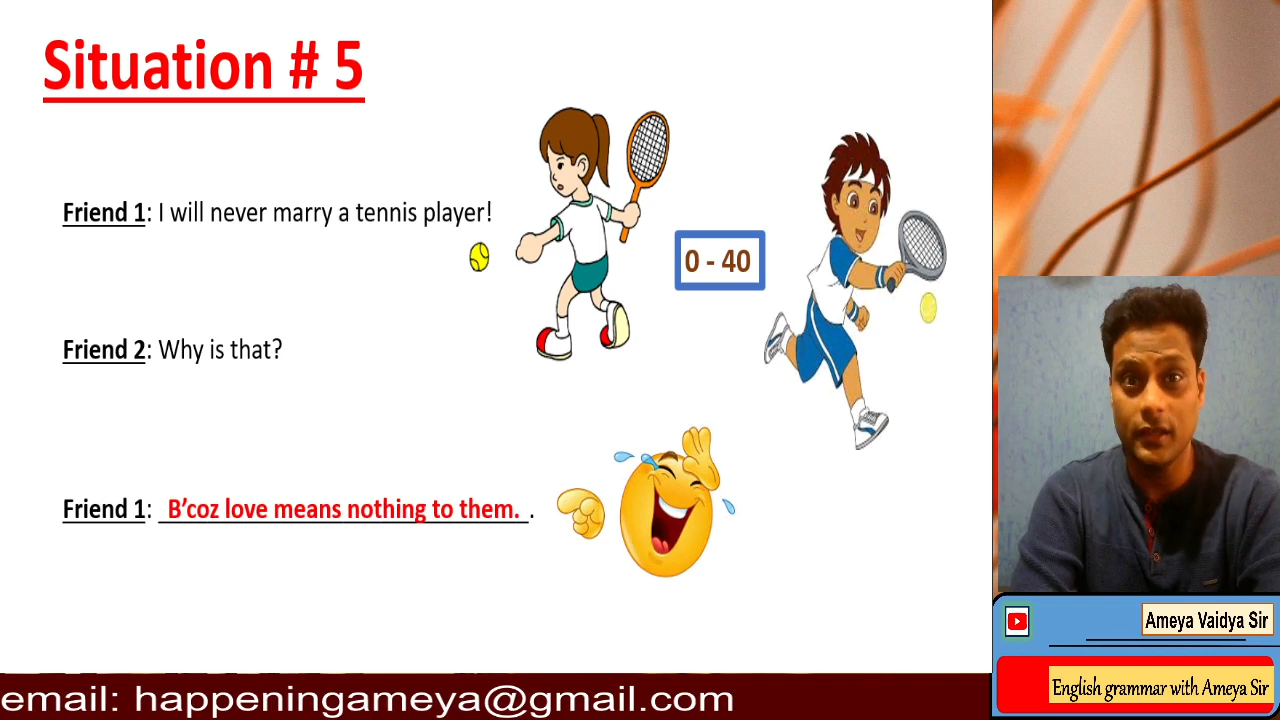 Situation # 5
Friend 1: I will never marry a tennis player!
0 - 40
Friend 2: Why is that?
Friend 1: B’coz love means nothing to them. .
Ameya Vaidya Sir
English grammar with Ameya Sir
email: happeningameya@gmail.com